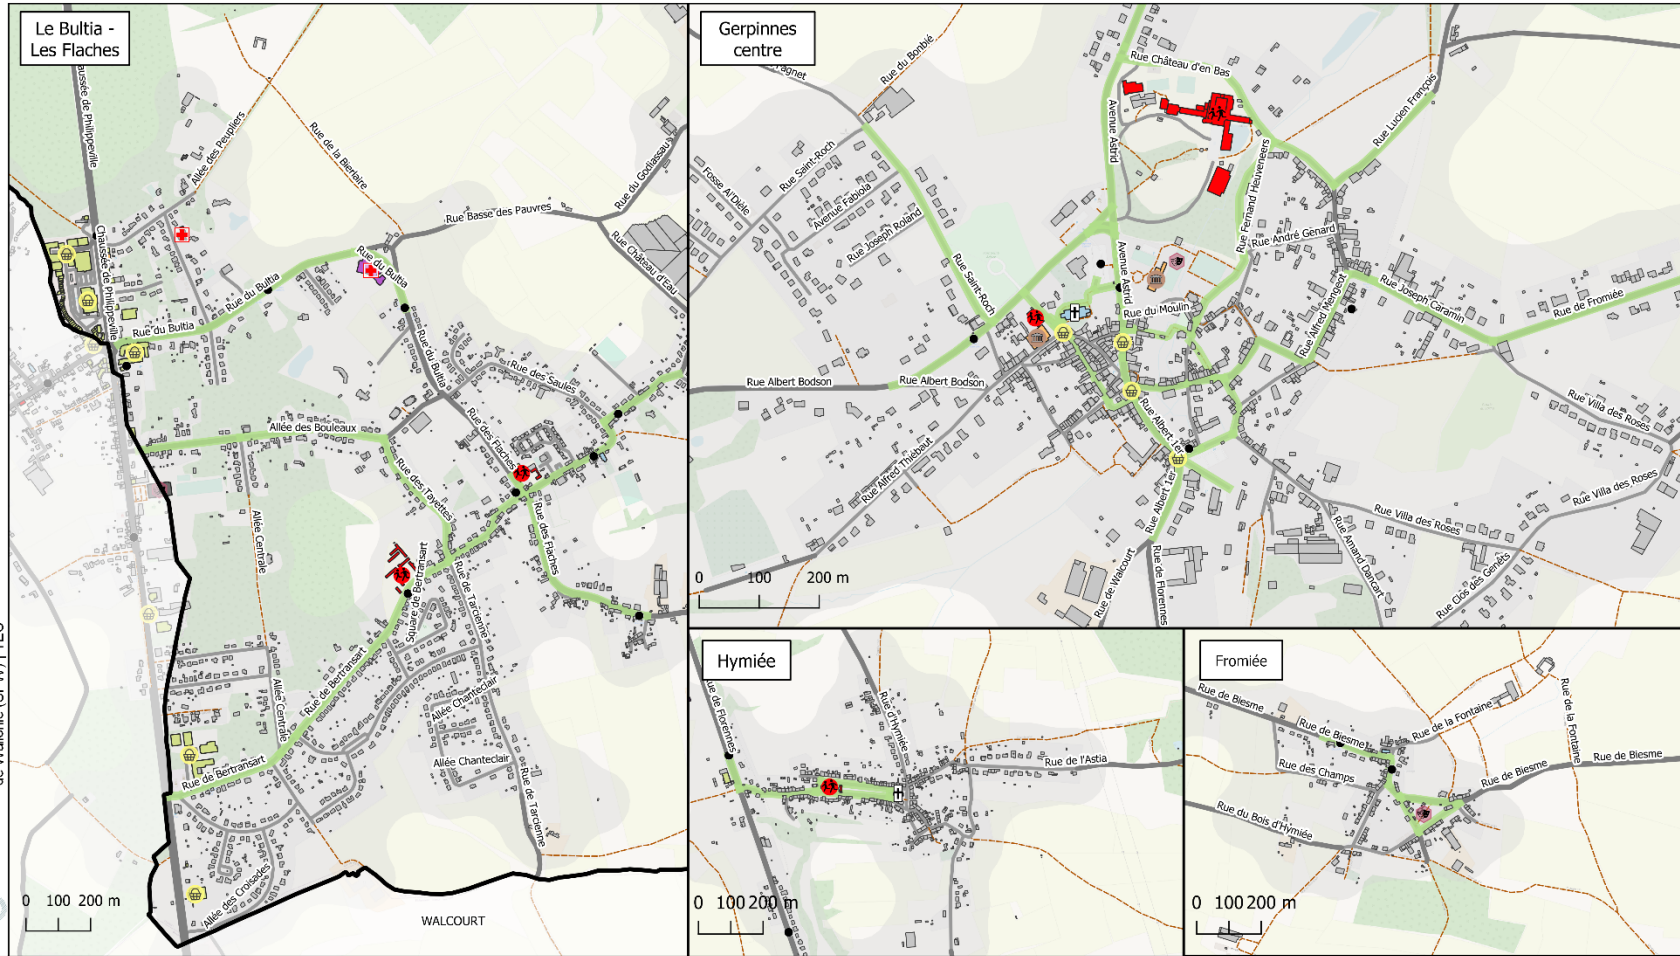 Le Bultia -
Les Flaches
Chaussée de Philippeville
Allée des Peupliers
Rue de la Bierlaire
Rue du Godiassau
Rue Basse des Pauvres
Rue Château d'Eau
Chaussée de Philippeville
Rue du Bultia
Rue du Bultia
Rue du Bultia
Rue du Bultia
Rue des Saules
Rue des Flaches
Allée des Bouleaux
Rue des Tayettes
Rue des Flaches
Allée Centrale
Square de Bertransart
Rue de Tarcienne
Rue de Bertransart
Allée Centrale
Allée Chanteclair
Allée Chanteclair
Rue de Bertransart
Rue de Tarcienne
Allée des Croisades
WALCOURT
0 100 200 m
Gerpinnes
centre
Rue du Bonbié
Rue Château d'en Bas
Rue Lucien François
Avenue Astrid
Rue Saint-Roch
Fosse Al'Dièle
Avenue Fabiola
Rue Joseph Roland
Rue Fernand Heuveneers
Rue André Génard
Rue Saint-Roch
Avenue Astrid
Rue Joseph Caramin
Rue de Fromiée
Rue du Moulin
Rue Alfred Mengeot
Rue Albert Bodson
Rue Albert Bodson
Rue Albert 1er
Rue Villa des Roses
Rue Alfred Thiébaut
Rue Villa des Roses
Rue Albert 1er
Rue Villa des Roses
Rue Amand Dancart
Rue Clos des Genêts
Rue de Walcourt
Rue de Florennes
0 100 200 m
Hymiée
Rue de Florennes
Rue d'Hymiée
Rue de l'Astia
0 100 200 m
Fromiée
Rue de Biesme
Rue de Biesme
Rue de la Fontaine
Rue de la Fontaine
Rue des Champs
Rue de Biesme
Rue de Biesme
Rue du Bois d'Hymiée
0 100 200 m